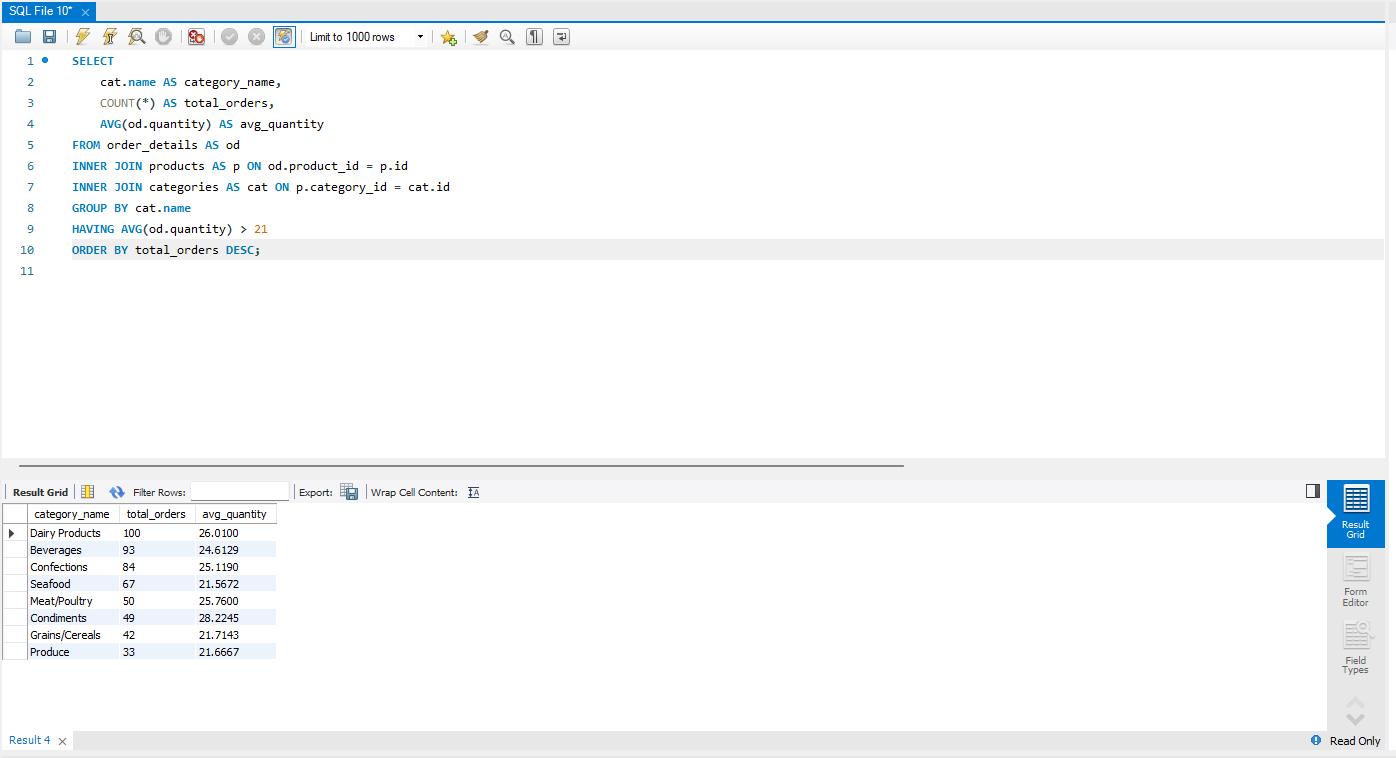 SQL File 10*
Limit to 1000 rows
1 SELECT
2 cat.name AS category_name,
3 COUNT(*) AS total_orders,
4 AVG(od.quantity) AS avg_quantity
5 FROM order_details AS od
6 INNER JOIN products AS p ON od.product_id = p.id
7 INNER JOIN categories AS cat ON p.category_id = cat.id
8 GROUP BY cat.name
9 HAVING AVG(od.quantity) > 21
10 ORDER BY total_orders DESC;
11
Result Grid Filter Rows: Export: Wrap Cell Content:
category_name total_orders avg_quantity
Dairy Products 100 26.0100
Beverages 93 24.6129
Confections 84 25.1190
Seafood 67 21.5672
Meat/Poultry 50 25.7600
Condiments 49 28.2245
Grains/Cereals 42 21.7143
Produce 33 21.6667
Result
Grid
Form
Editor
Field
Types
Result 4 Read Only